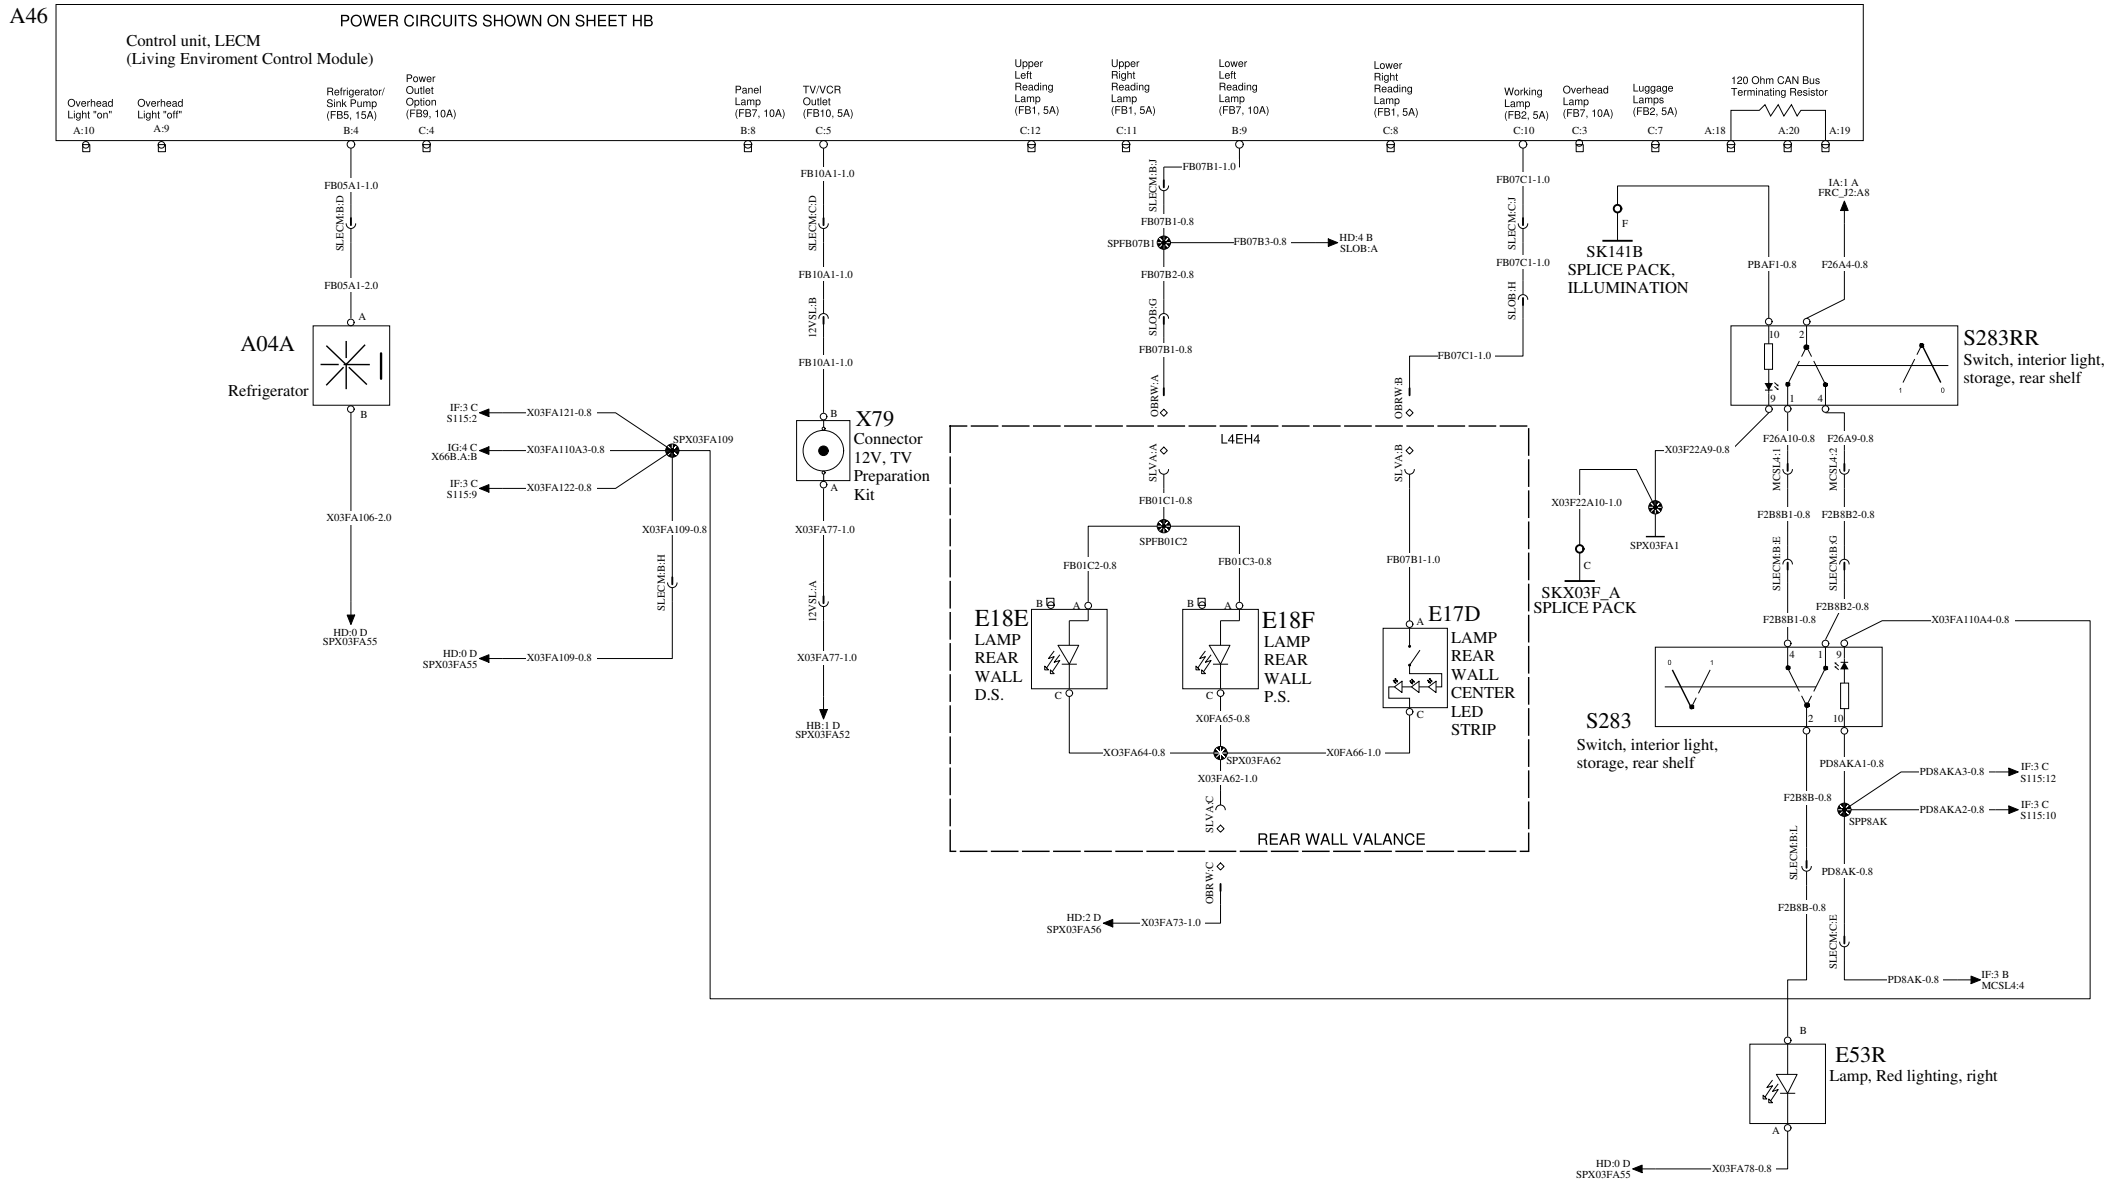 A46
POWER CIRCUITS SHOWN ON SHEET HB
Control unit, LECM
(Living Enviroment Control Module)
Overhead
Light "on"
A:10
Overhead
Light "off"
A:9
Refrigerator/
Sink Pump
(FB5, 15A)
B:4
Power
Outlet
Option
(FB9, 10A)
C:4
Panel
Lamp
(FB7, 10A)
B:8
TV/VCR
Outlet
(FB10, 5A)
C:5
Upper
Left
Reading
Lamp
(FB1, 5A)
C:12
Upper
Right
Reading
Lamp
(FB1, 5A)
C:11
Lower
Left
Reading
Lamp
(FB7, 10A)
B:9
Lower
Right
Reading
Lamp
(FB1, 5A)
C:8
Working
Lamp
(FB2, 5A)
C:10
Overhead
Lamp
(FB7, 10A)
C:3
Luggage
Lamps
(FB2, 5A)
C:7
120 Ohm CAN Bus
Terminating Resistor
A:18
A:20
A:19
FB05A1-1.0
SLECM:B:D
FB05A1-2.0
A
A04A
Refrigerator
B
X03FA106-2.0
HD:0 D
SPX03FA55
IF:3 C
S115:2
X03FA121-0.8
IG:4 C
X66B.A:B
X03FA110A3-0.8
IF:3 C
S115:9
X03FA122-0.8
SPX03FA109
X03FA109-0.8
SLECM:B:H
HD:0 D
SPX03FA55
X03FA109-0.8
FB10A1-1.0
SLECM:C:D
FB10A1-1.0
12VSL:B
FB10A1-1.0
B
X79
Connector
12V, TV
Preparation
Kit
A
X03FA77-1.0
12VSL:A
X03FA77-1.0
HB:1 D
SPX03FA52
FB07B1-1.0
SLECM:B:J
FB07B1-0.8
SPFB07B1
FB07B3-0.8
HD:4 B
SLOB:A
FB07B2-0.8
SLOB:G
FB07B1-0.8
OBRW:A
L4EH4
SLVA:A
FB01C1-0.8
SPFB01C2
FB01C2-0.8
FB01C3-0.8
B
A
E18E
LAMP
REAR
WALL
D.S.
C
B
A
E18F
LAMP
REAR
WALL
P.S.
C
X0FA65-0.8
XO3FA64-0.8
X0FA66-1.0
SPX03FA62
X03FA62-1.0
SLVA:C
REAR WALL VALANCE
OBRW:C
HD:2 D
SPX03FA56
X03FA73-1.0
FB07C1-1.0
SLECM:C:J
FB07C1-1.0
SLOB:H
FB07C1-1.0
OBRW:B
SLVA:B
FB07B1-1.0
A
E17D
LAMP
REAR
WALL
CENTER
LED
STRIP
C
F
SK141B
SPLICE PACK,
ILLUMINATION
PBAF1-0.8
IA:1 A
FRC_J2:A8
F26A4-0.8
10
2
9
1
4
1
0
S283RR
Switch, interior light,
storage, rear shelf
X03F22A9-0.8
X03F22A10-1.0
SPX03FA1
C
SKX03F_A
SPLICE PACK
F26A10-0.8
F26A9-0.8
MCSL4:1
MCSL4:2
F2B8B1-0.8
F2B8B2-0.8
SLECM:B:E
SLECM:B:G
F2B8B2-0.8
F2B8B1-0.8
X03FA110A4-0.8
0
1
4
1
9
2
10
S283
Switch, interior light,
storage, rear shelf
PD8AKA1-0.8
PD8AKA3-0.8
IF:3 C
S115:12
PD8AKA2-0.8
IF:3 C
S115:10
SPP8AK
F2B8B-0.8
SLECM:B:L
PD8AK-0.8
F2B8B-0.8
SLECM:C:E
PD8AK-0.8
IF:3 B
MCSL4:4
B
E53R
Lamp, Red lighting, right
A
HD:0 D
SPX03FA55
X03FA78-0.8